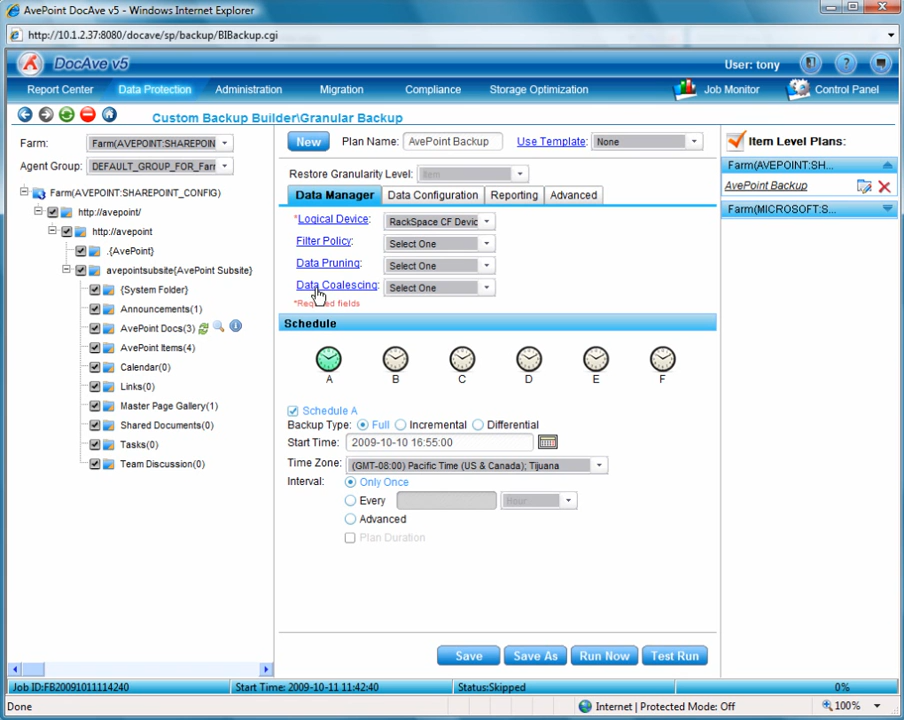 AvePoint DocAve v5 - Windows Internet Explorer
http://10.1.2.37:8080/docave/sp/backup/BIBackup.cgi
DocAve v5
User: tony
Report Center
Data Protection
Administration
Migration
Compliance
Storage Optimization
Job Monitor
Control Panel
Custom Backup Builder\Granular Backup
Farm:
Farm(AVEPOINT:SHAREPOIN
Agent Group:
DEFAULT_GROUP_FOR_Farr
Farm(AVEPOINT:SHAREPOINT_CONFIG)
http://avepoint/
http://avepoint
.{AvePoint}
avepointsubsite{AvePoint Subsite}
{System Folder}
Announcements(1)
AvePoint Docs(3)
AvePoint Items(4)
Calendar(0)
Links(0)
Master Page Gallery(1)
Shared Documents(0)
Tasks(0)
Team Discussion(0)
New
Plan Name:
AvePoint Backup
Use Template:
None
Restore Granularity Level:
Item
Data Manager
Data Configuration
Reporting
Advanced
*Logical Device:
RackSpace CF Devic
Filter Policy:
Select One
Data Pruning:
Select One
Data Coalescing:
Select One
*Required fields
Schedule
A
B
C
D
E
F
Schedule A
Backup Type:
Full
Incremental
Differential
Start Time:
2009-10-10 16:55:00
Time Zone:
(GMT-08:00) Pacific Time (US & Canada); Tijuana
Interval:
Only Once
Every
Hour
Advanced
Plan Duration
Save
Save As
Run Now
Test Run
Item Level Plans:
Farm(AVEPOINT:SH...
AvePoint Backup
Farm(MICROSOFT:S...
Job ID:FB20091011114240
Start Time: 2009-10-11 11:42:40
Status:Skipped
0%
Done
Internet | Protected Mode: Off
100%